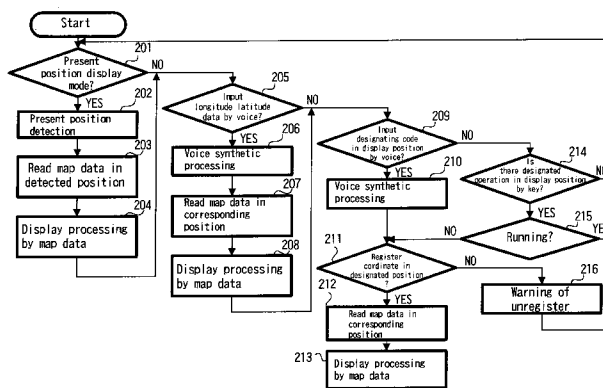 Start
201
Present
position display
mode?
NO
YES
202
Present position
detection
203
Read map data in
detected position
204
Display processing
by map data
205
Input
longitude latitude
data by voice?
NO
YES
206
Voice synthetic
processing
207
Read map data in
corresponding
position
208
Display processing
by map data
209
Input
designating code
in display position
by voice?
NO
YES
210
Voice synthetic
processing
211
Register
coordinate in
designated position
?
NO
YES
212
Read map data in
corresponding
position
213
Display processing
by map data
214
Is
there designated
operation in display position
by key?
NO
YES
215
Running?
YES
NO
216
Warning of
unregister